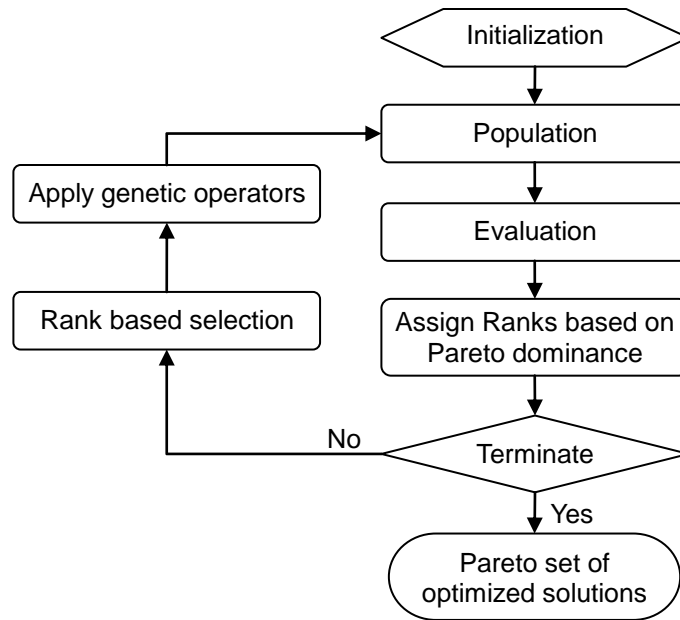 Initialization
Population
Apply genetic operators
Evaluation
Rank based selection
Assign Ranks based on
Pareto dominance
No
Terminate
Yes
Pareto set of
optimized solutions